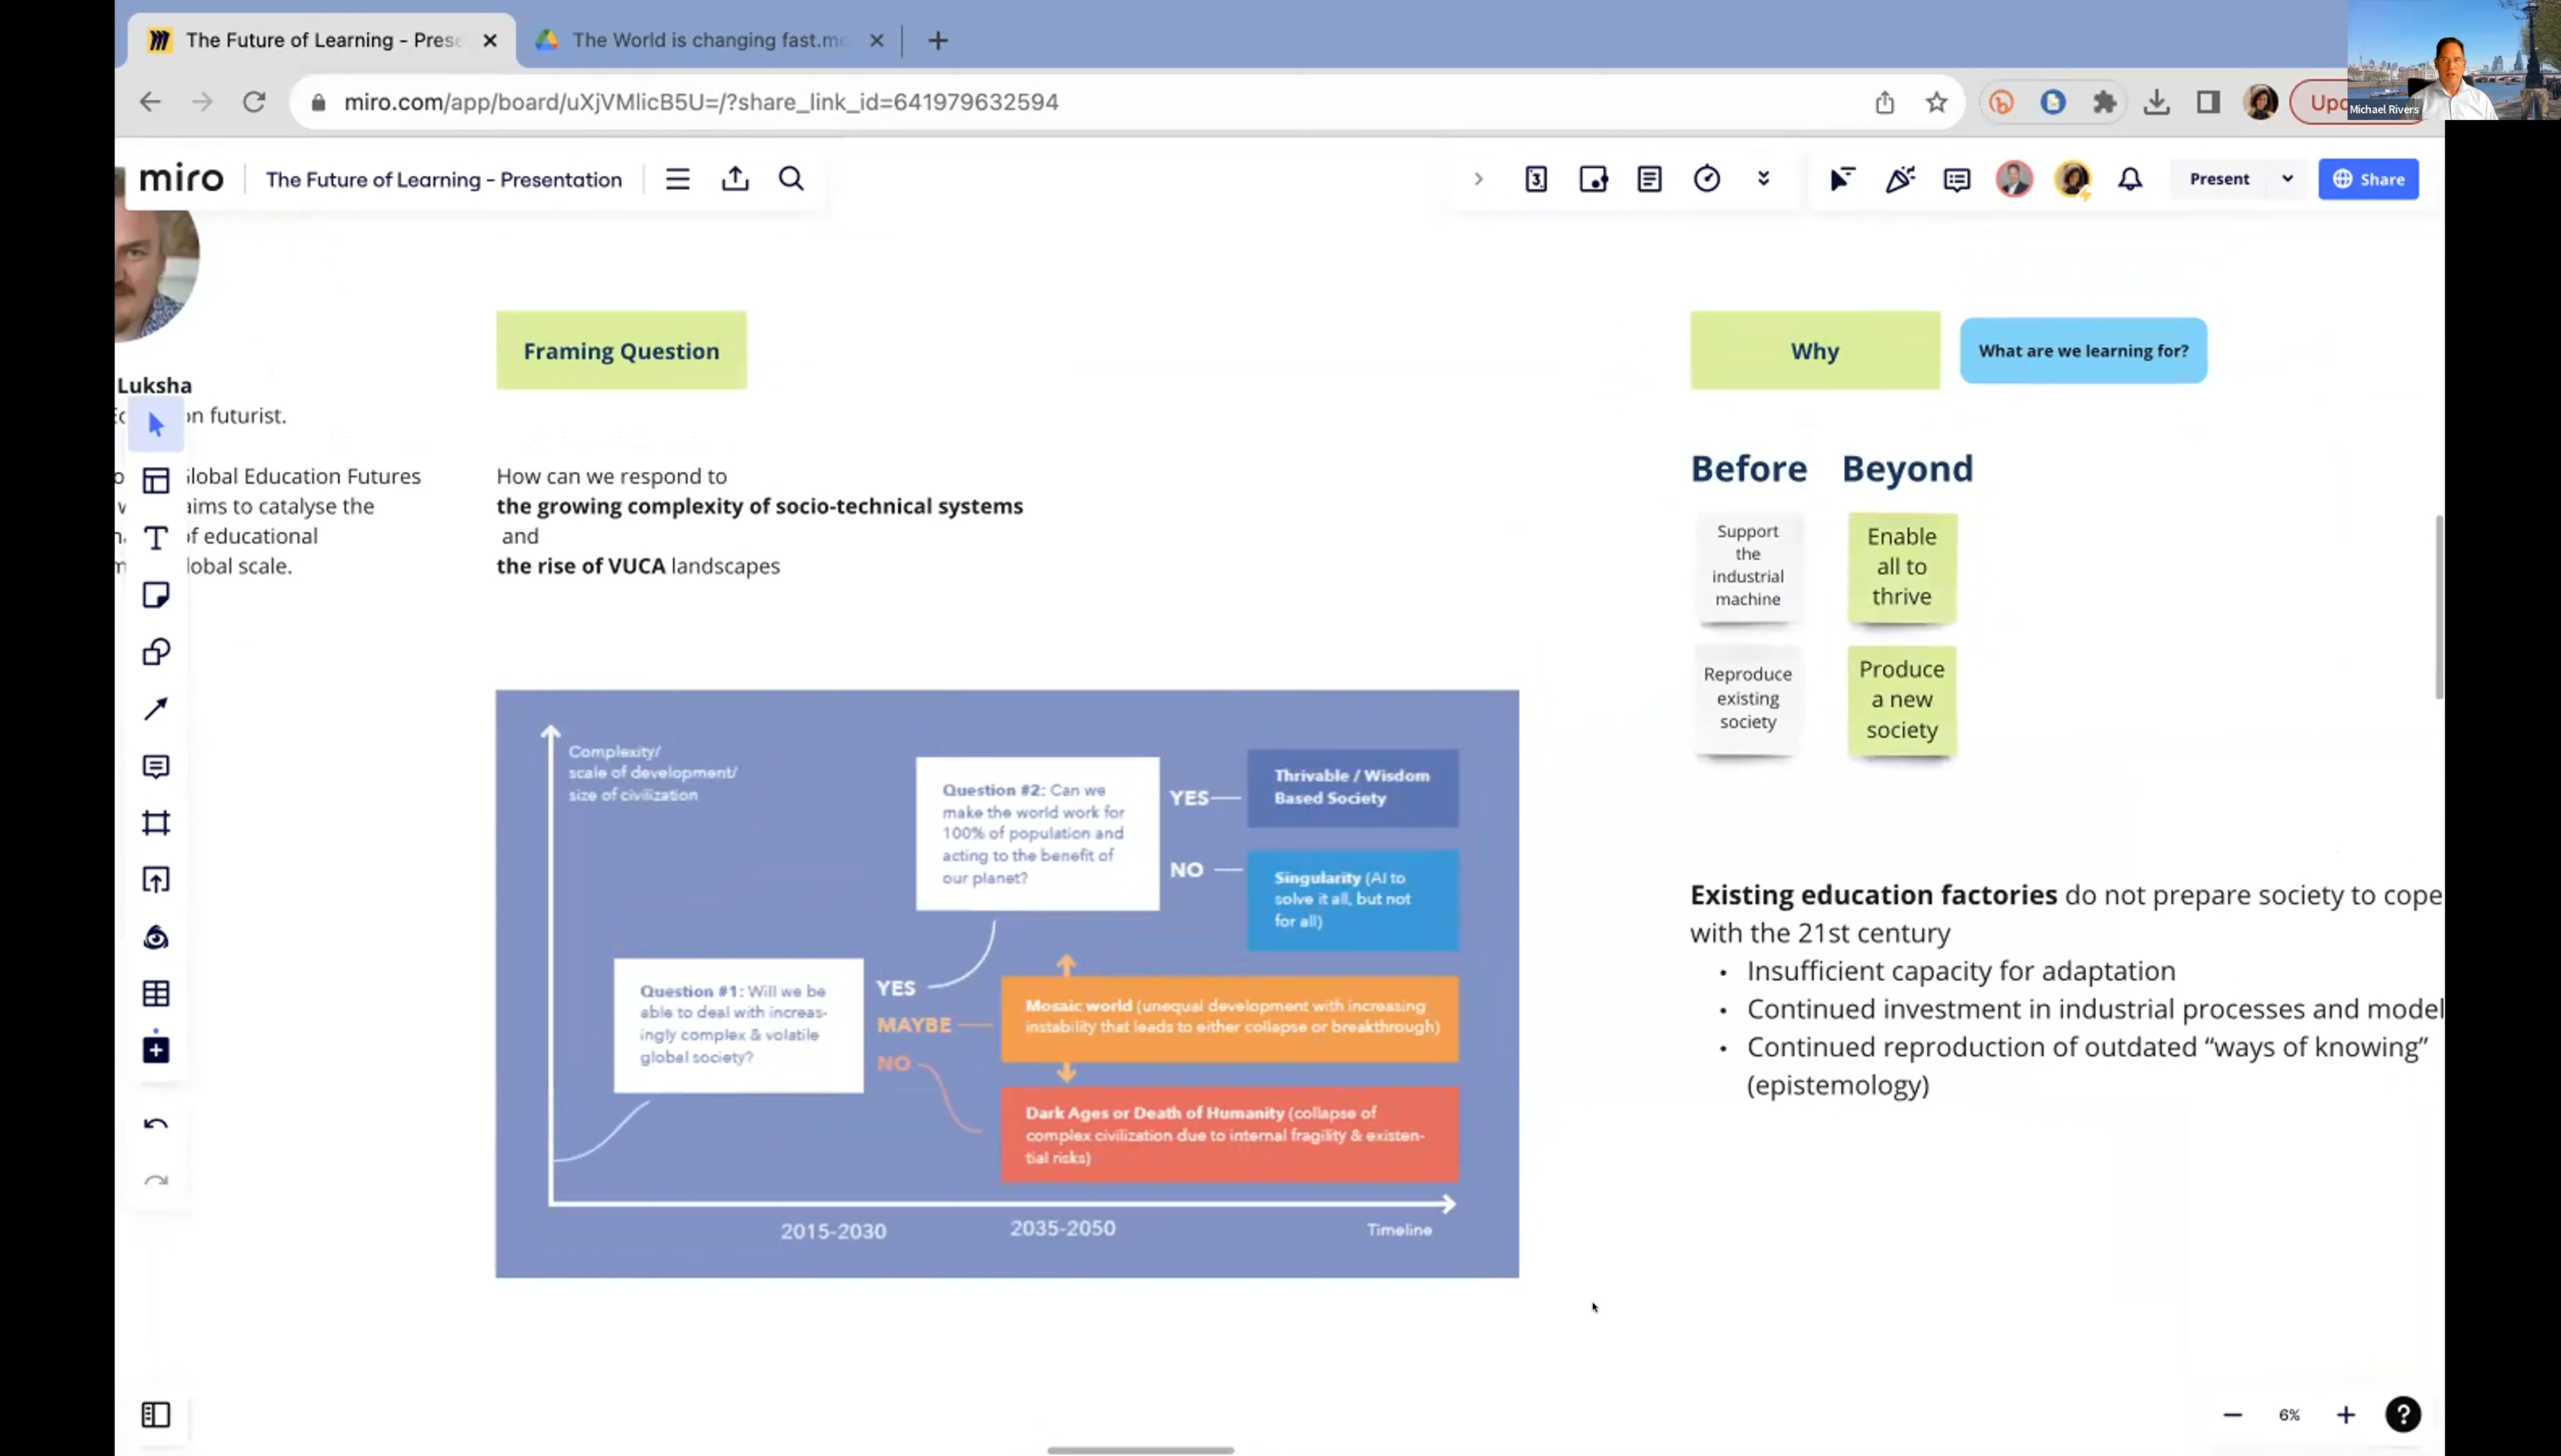 The Future of Learning - Prese
The World is changing fast.mo
miro.com/app/board/uXjVMlicB5U=/?share_link_id=641979632594
Upd
Michael Rivers
miro
The Future of Learning - Presentation
Present
Share
Luksha
on futurist.
Global Education Futures
aims to catalyse the
of educational
lobal scale.
Framing Question
How can we respond to
the growing complexity of socio-technical systems
and
the rise of VUCA landscapes
Complexity/
scale of development/
size of civilization
Question #2: Can we
make the world work for
100% of population and
acting to the benefit of
our planet?
YES
Thrivable / Wisdom
Based Society
NO
Singularity (AI to
solve it all, but not
for all)
Question #1: Will we be
able to deal with increas-
ingly complex & volatile
global society?
YES
MAYBE
NO
Mosaic world (unequal development with increasing
instability that leads to either collapse or breakthrough)
Dark Ages or Death of Humanity (collapse of
complex civilization due to internal fragility & existen-
tial risks)
2015-2030
2035-2050
Timeline
Why
What are we learning for?
Before
Beyond
Support
the
industrial
machine
Enable
all to
thrive
Reproduce
existing
society
Produce
a new
society
Existing education factories do not prepare society to cope
with the 21st century
• Insufficient capacity for adaptation
• Continued investment in industrial processes and model
• Continued reproduction of outdated “ways of knowing”
(epistemology)
6%